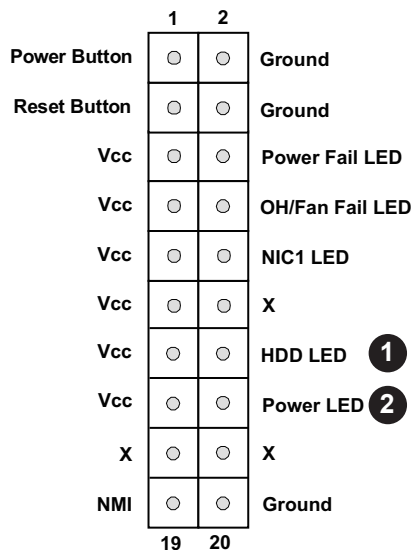 1 2
Power Button Ground
Reset Button Ground
Vcc Power Fail LED
Vcc OH/Fan Fail LED
Vcc NIC1 LED
Vcc X
Vcc HDD LED 1
Vcc Power LED 2
X X
NMI Ground
19 20